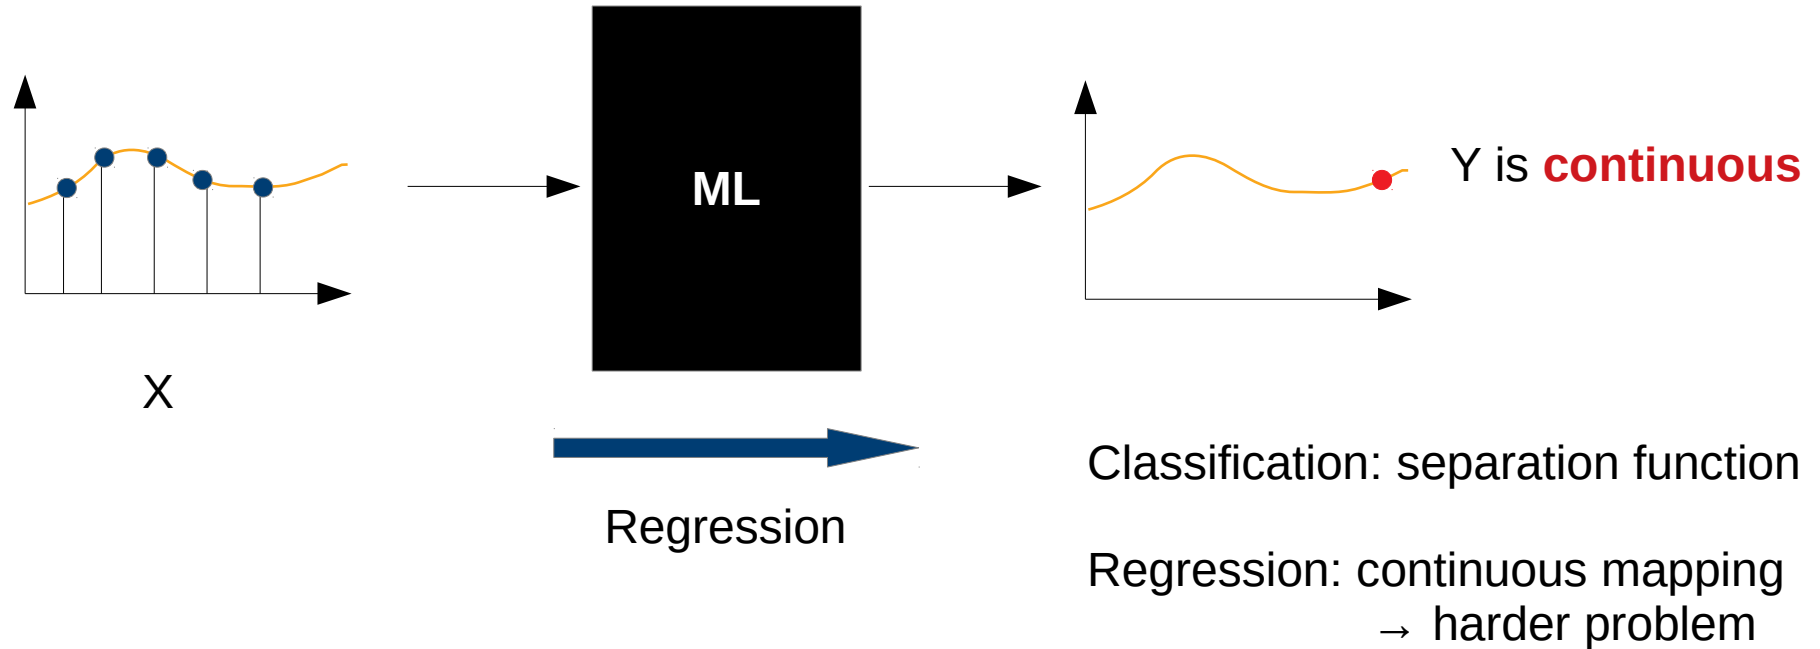 ML
Y is continuous
X
Regression
Classification: separation function
Regression: continuous mapping
→ harder problem